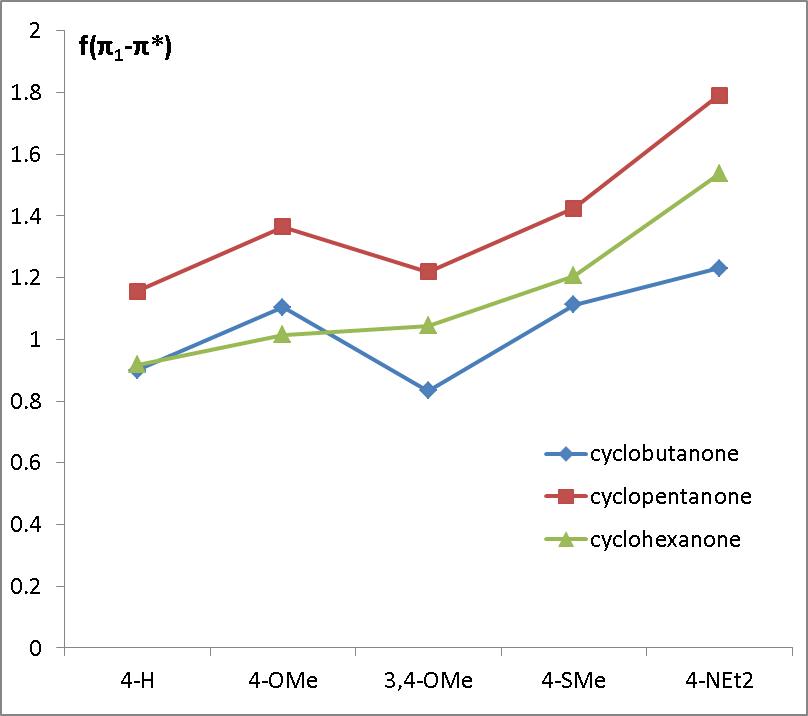 f(π₁-π*)
2
1.8
1.6
1.4
1.2
1
0.8
0.6
0.4
0.2
0
cyclobutanone
cyclopentanone
cyclohexanone
4-H 4-OMe 3,4-OMe 4-SMe 4-NEt2